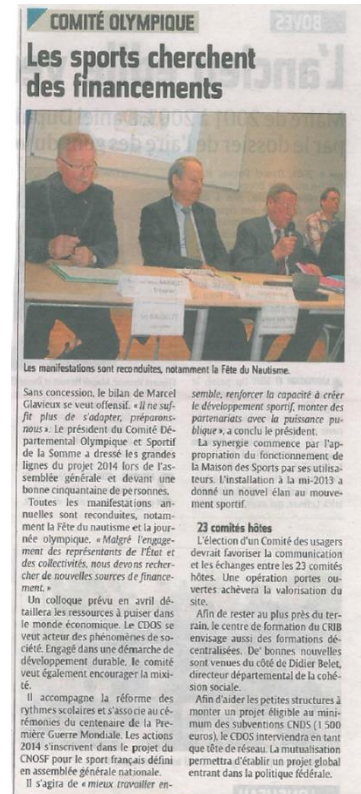 COMITÉ OLYMPIQUE
Les sports cherchent
des financements
Les manifestations sont reconduites, notamment la Fête du Nautisme.
Sans concession, le bilan de Marcel
Glavieux se veut offensif. « Il ne suf-
fit plus de s'adapter, préparons-
nous ». Le président du Comité Dé-
partemental Olympique et Sportif
de la Somme a dressé les grandes
lignes du projet 2014 lors de l'as-
semblée générale et devant une
bonne cinquantaine de personnes.
Toutes les manifestations an-
nuelles sont reconduites, notam-
ment la Fête du nautisme et la jour-
née olympique. « Malgré l'engage-
ment des représentants de l'État et
des collectivités, nous devons recher-
cher de nouvelles sources de finance-
ment. »
Un colloque prévu en avril dé-
taillera les ressources à puiser dans
le monde économique. Le CDOS se
veut acteur des phénomènes de so-
ciété. Engagé dans une démarche de
développement durable, le comité
veut également encourager la mixi-
té.
Il accompagne la réforme des
rythmes scolaires et s'associe au cé-
rémonies du centenaire de la Pre-
mière Guerre Mondiale. Les actions
2014 s'inscrivent dans le projet du
CNOSF pour le sport français défini
en assemblée générale nationale.
Il s'agira de « mieux travailler en-
semble, renforcer la capacité à créer
le développement sportif, monter des
partenariats avec la puissance pu-
blique », a conclu le président.
La synergie commence par l'ap-
propriation du fonctionnement de
la Maison des Sports par ses utilisa-
teurs. L'installation à la mi-2013 a
donné un nouvel élan au mouve-
ment sportif.
23 comités hôtes
L'élection d'un Comité des usagers
devrait favoriser la communication
et les échanges entre les 23 comités
hôtes. Une opération portes ou-
vertes achèvera la valorisation du
site.
Afin de rester au plus près du ter-
rain, le centre de formation du CRIB
envisage aussi des formations dé-
centralisées. De bonnes nouvelles
sont venues du côté de Didier Belet,
directeur départemental de la cohé-
sion sociale.
Afin d'aider les petites structures à
monter un projet éligible au mini-
mum des subventions CNDS (1 500
euros), le CDOS interviendra en tant
que tête de réseau. La mutualisation
permettra d'établir un projet global
entrant dans la politique fédérale.